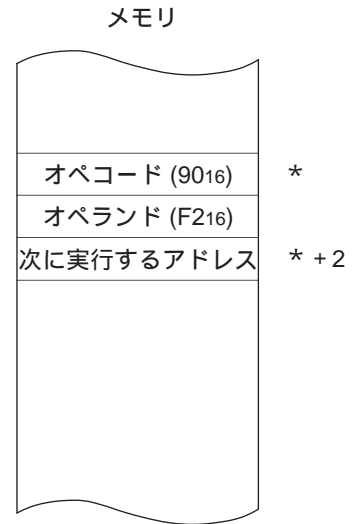 メモリ
オペコード (9016) *
オペランド (F216)
次に実行するアドレス * + 2